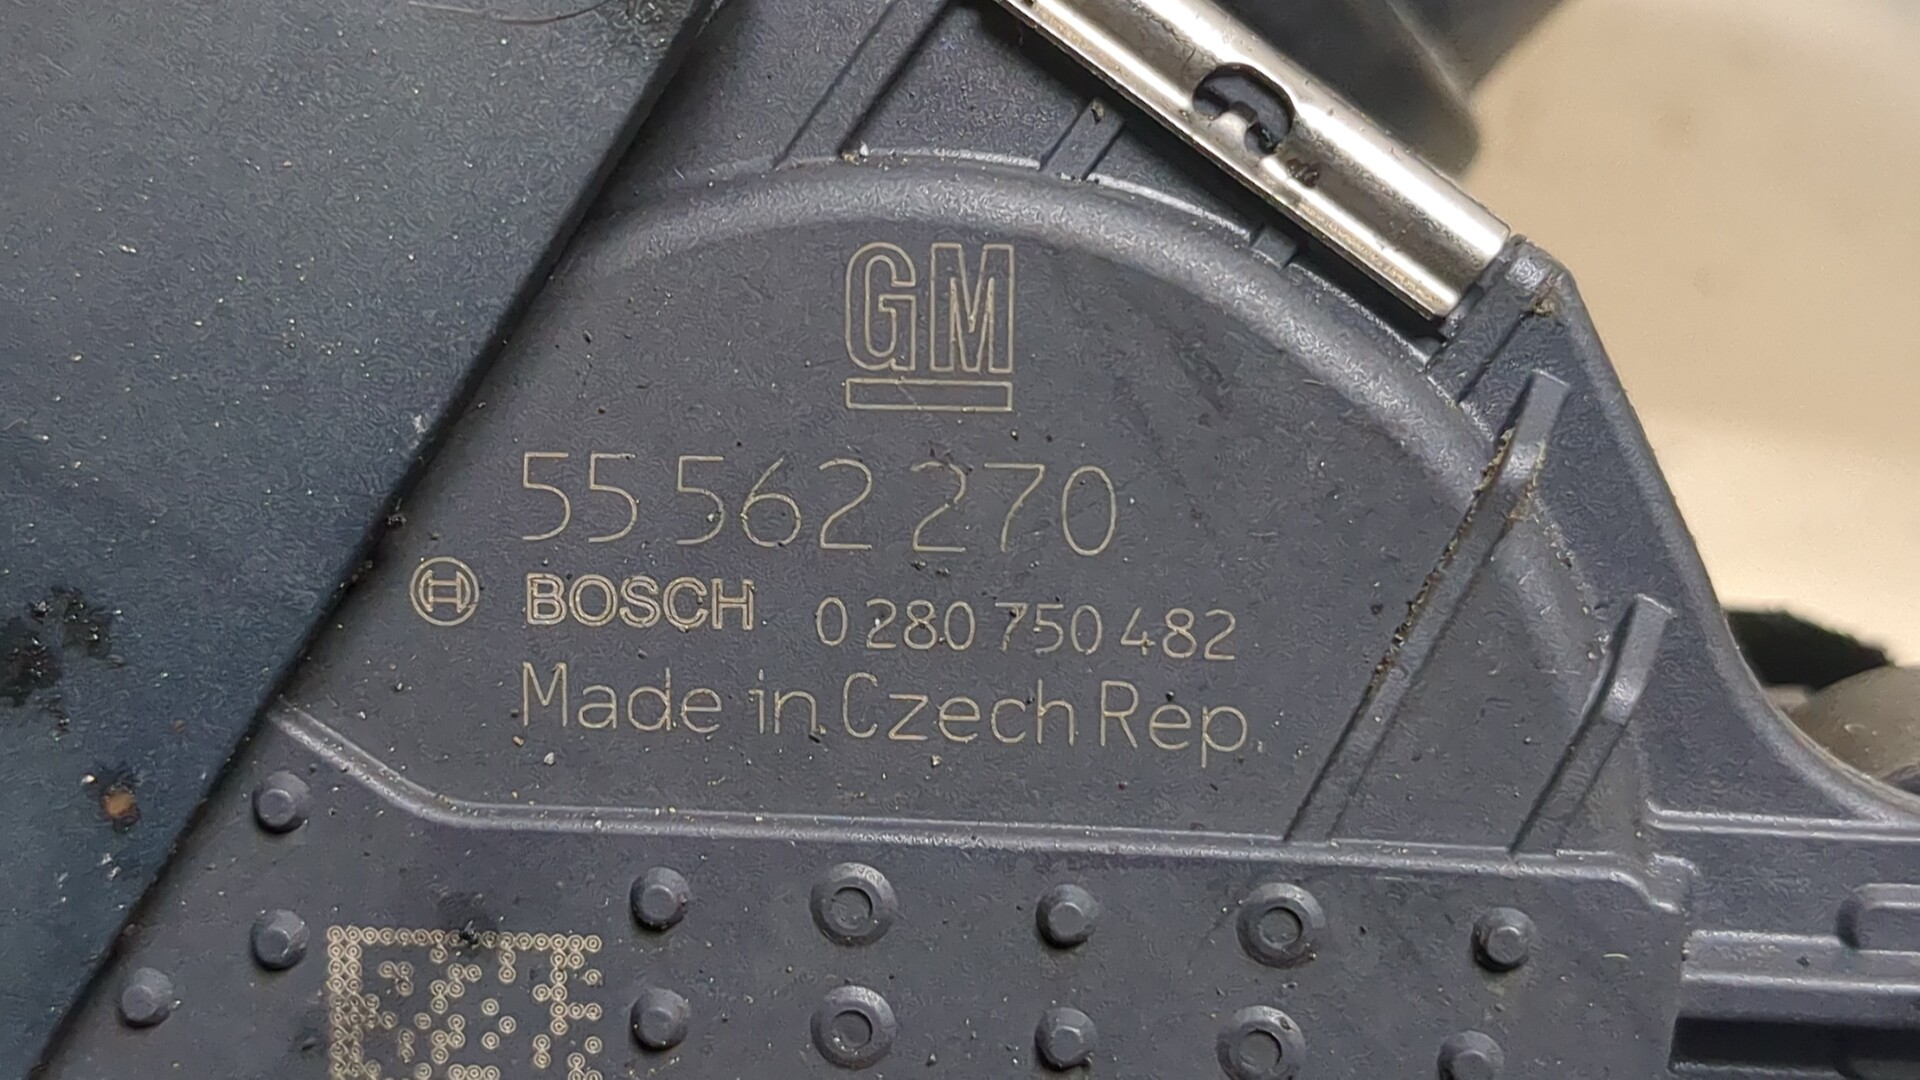 GM
55 562 270
BOSCH 0 280 750 482
Made in Czech Rep.